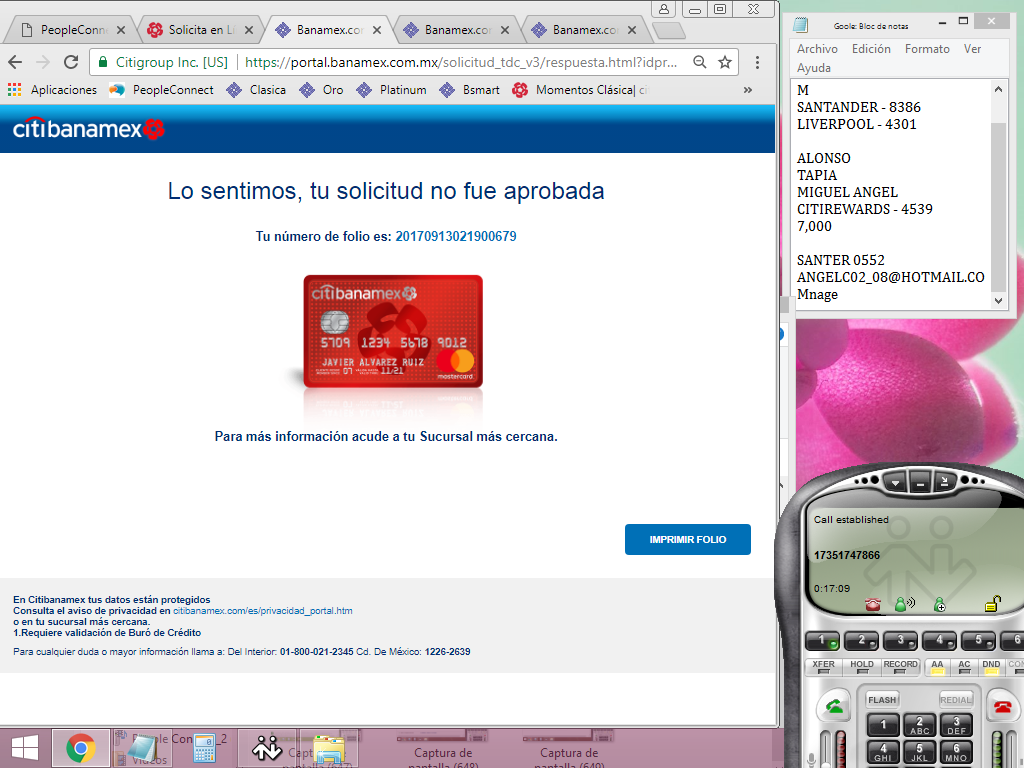 PeopleConn
Solicita en L
Banamex.co
Banamex.co
Banamex.co
Citigroup Inc. [US]
https://portal.banamex.com.mx/solicitud_tdc_v3/respuesta.html?idpr...
Aplicaciones
PeopleConnect
Clasica
Oro
Platinum
Bsmart
Momentos Clásica| ci
»
citibanamex
Lo sentimos, tu solicitud no fue aprobada
Tu número de folio es: 20170913021900679
citibanamex
5709 1234 5678 9012
JAVIER ALVAREZ RUIZ
07 11/21
mastercard
Para más información acude a tu Sucursal más cercana.
IMPRIMIR FOLIO
En Citibanamex tus datos están protegidos
Consulta el aviso de privacidad en citibanamex.com/es/privacidad_portal.htm
o en tu sucursal más cercana.
1.Requiere validación de Buró de Crédito
Para cualquier duda o mayor información llama a: Del Interior: 01-800-021-2345 Cd. De México: 1226-2639
Goole: Bloc de notas
Archivo Edición Formato Ver
Ayuda
M
SANTANDER - 8386
LIVERPOOL - 4301
ALONSO
TAPIA
MIGUEL ANGEL
CITIREWARDS - 4539
7,000
SANTER 0552
ANGELC02_08@HOTMAIL.CO
Mnage
Call established
17351747866
0:17:09
1 2 3 4 5 6
XFER HOLD RECORD AA AC DND CON
FLASH REDIAL
1 2 ABC 3 DEF
4 GHI 5 JKL 6 MNO
People Con _2
Videos
Captura de
pantalla (648)
Captura de
pantalla (649)